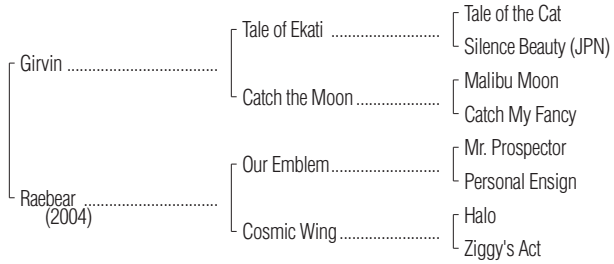 Tale of the Cat
Tale of Ekati ..........................
Silence Beauty (JPN)
Girvin .............................................
Malibu Moon
Catch the Moon .......................
Catch My Fancy
Mr. Prospector
Our Emblem...............................
Personal Ensign
Raebear ........................................
(2004)
Halo
Cosmic Wing ............................
Ziggy's Act